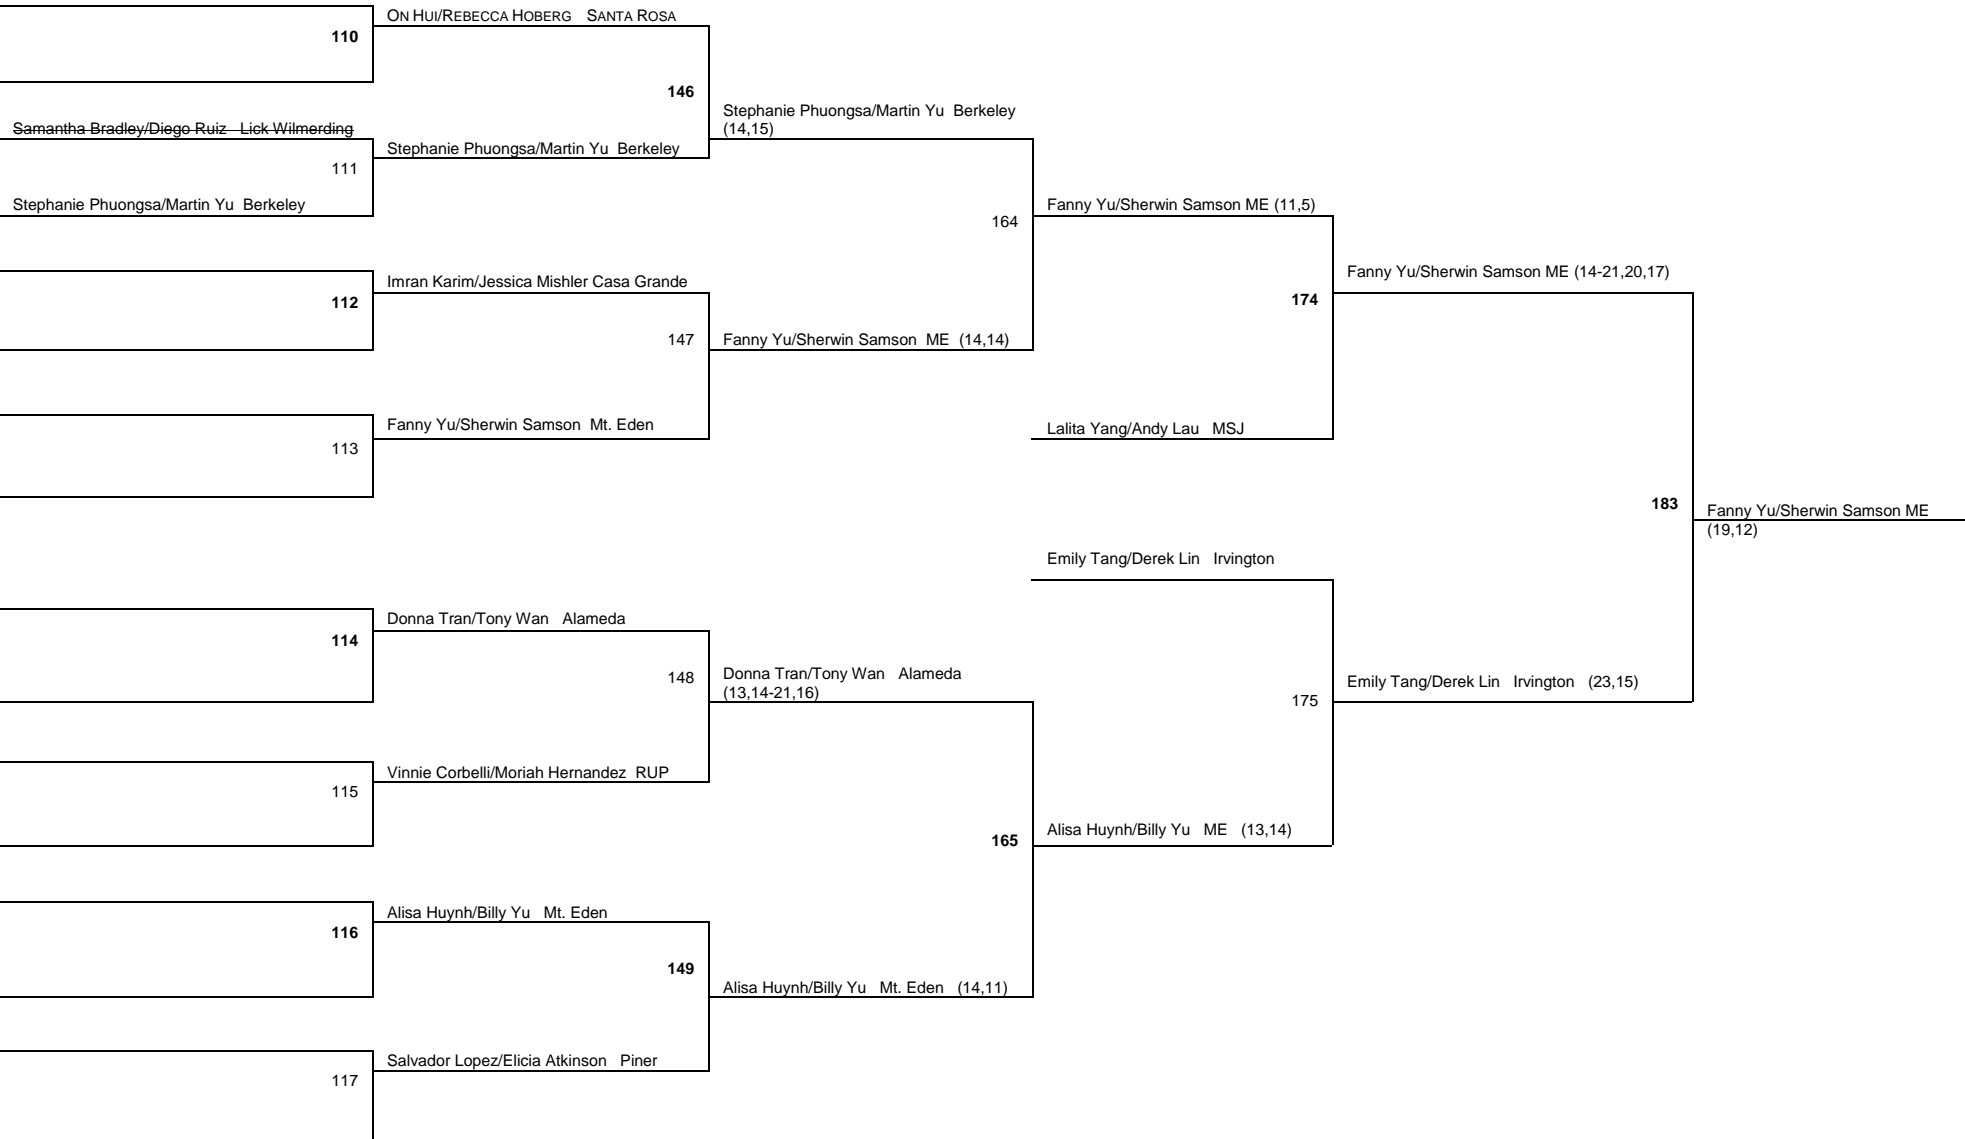 ON HUI/REBECCA HOBERG SANTA ROSA
110
146
Stephanie Phuongsa/Martin Yu Berkeley
(14,15)
Samantha Bradley/Diego Ruiz Lick Wilmerding
Stephanie Phuongsa/Martin Yu Berkeley
111
Stephanie Phuongsa/Martin Yu Berkeley
Fanny Yu/Sherwin Samson ME (11,5)
164
Fanny Yu/Sherwin Samson ME (14-21,20,17)
Imran Karim/Jessica Mishler Casa Grande
112
174
147
Fanny Yu/Sherwin Samson ME (14,14)
Fanny Yu/Sherwin Samson Mt. Eden
Lalita Yang/Andy Lau MSJ
113
183
Fanny Yu/Sherwin Samson ME
(19,12)
Emily Tang/Derek Lin Irvington
Donna Tran/Tony Wan Alameda
114
148
Donna Tran/Tony Wan Alameda
(13,14-21,16)
Emily Tang/Derek Lin Irvington (23,15)
175
Vinnie Corbelli/Moriah Hernandez RUP
115
Alisa Huynh/Billy Yu ME (13,14)
165
Alisa Huynh/Billy Yu Mt. Eden
116
149
Alisa Huynh/Billy Yu Mt. Eden (14,11)
Salvador Lopez/Elicia Atkinson Piner
117